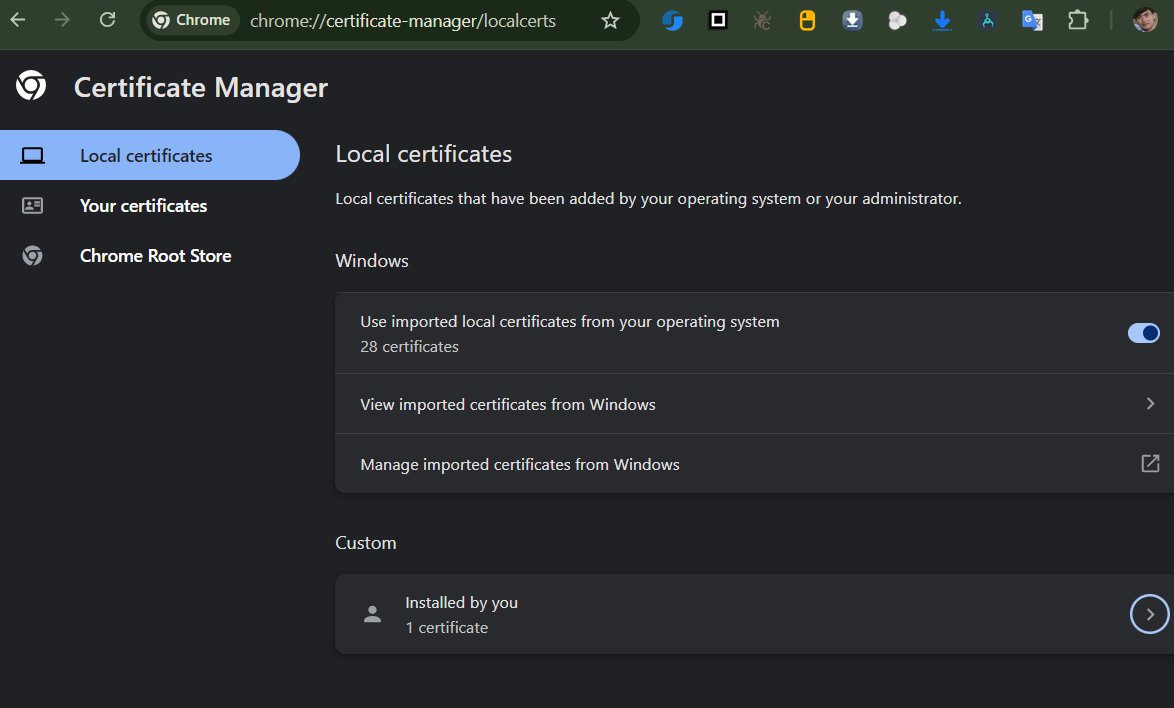 Chrome
chrome://certificate-manager/localcerts
Certificate Manager
Local certificates
Your certificates
Chrome Root Store
Local certificates
Local certificates that have been added by your operating system or your administrator.
Windows
Use imported local certificates from your operating system
28 certificates
View imported certificates from Windows
Manage imported certificates from Windows
Custom
Installed by you
1 certificate